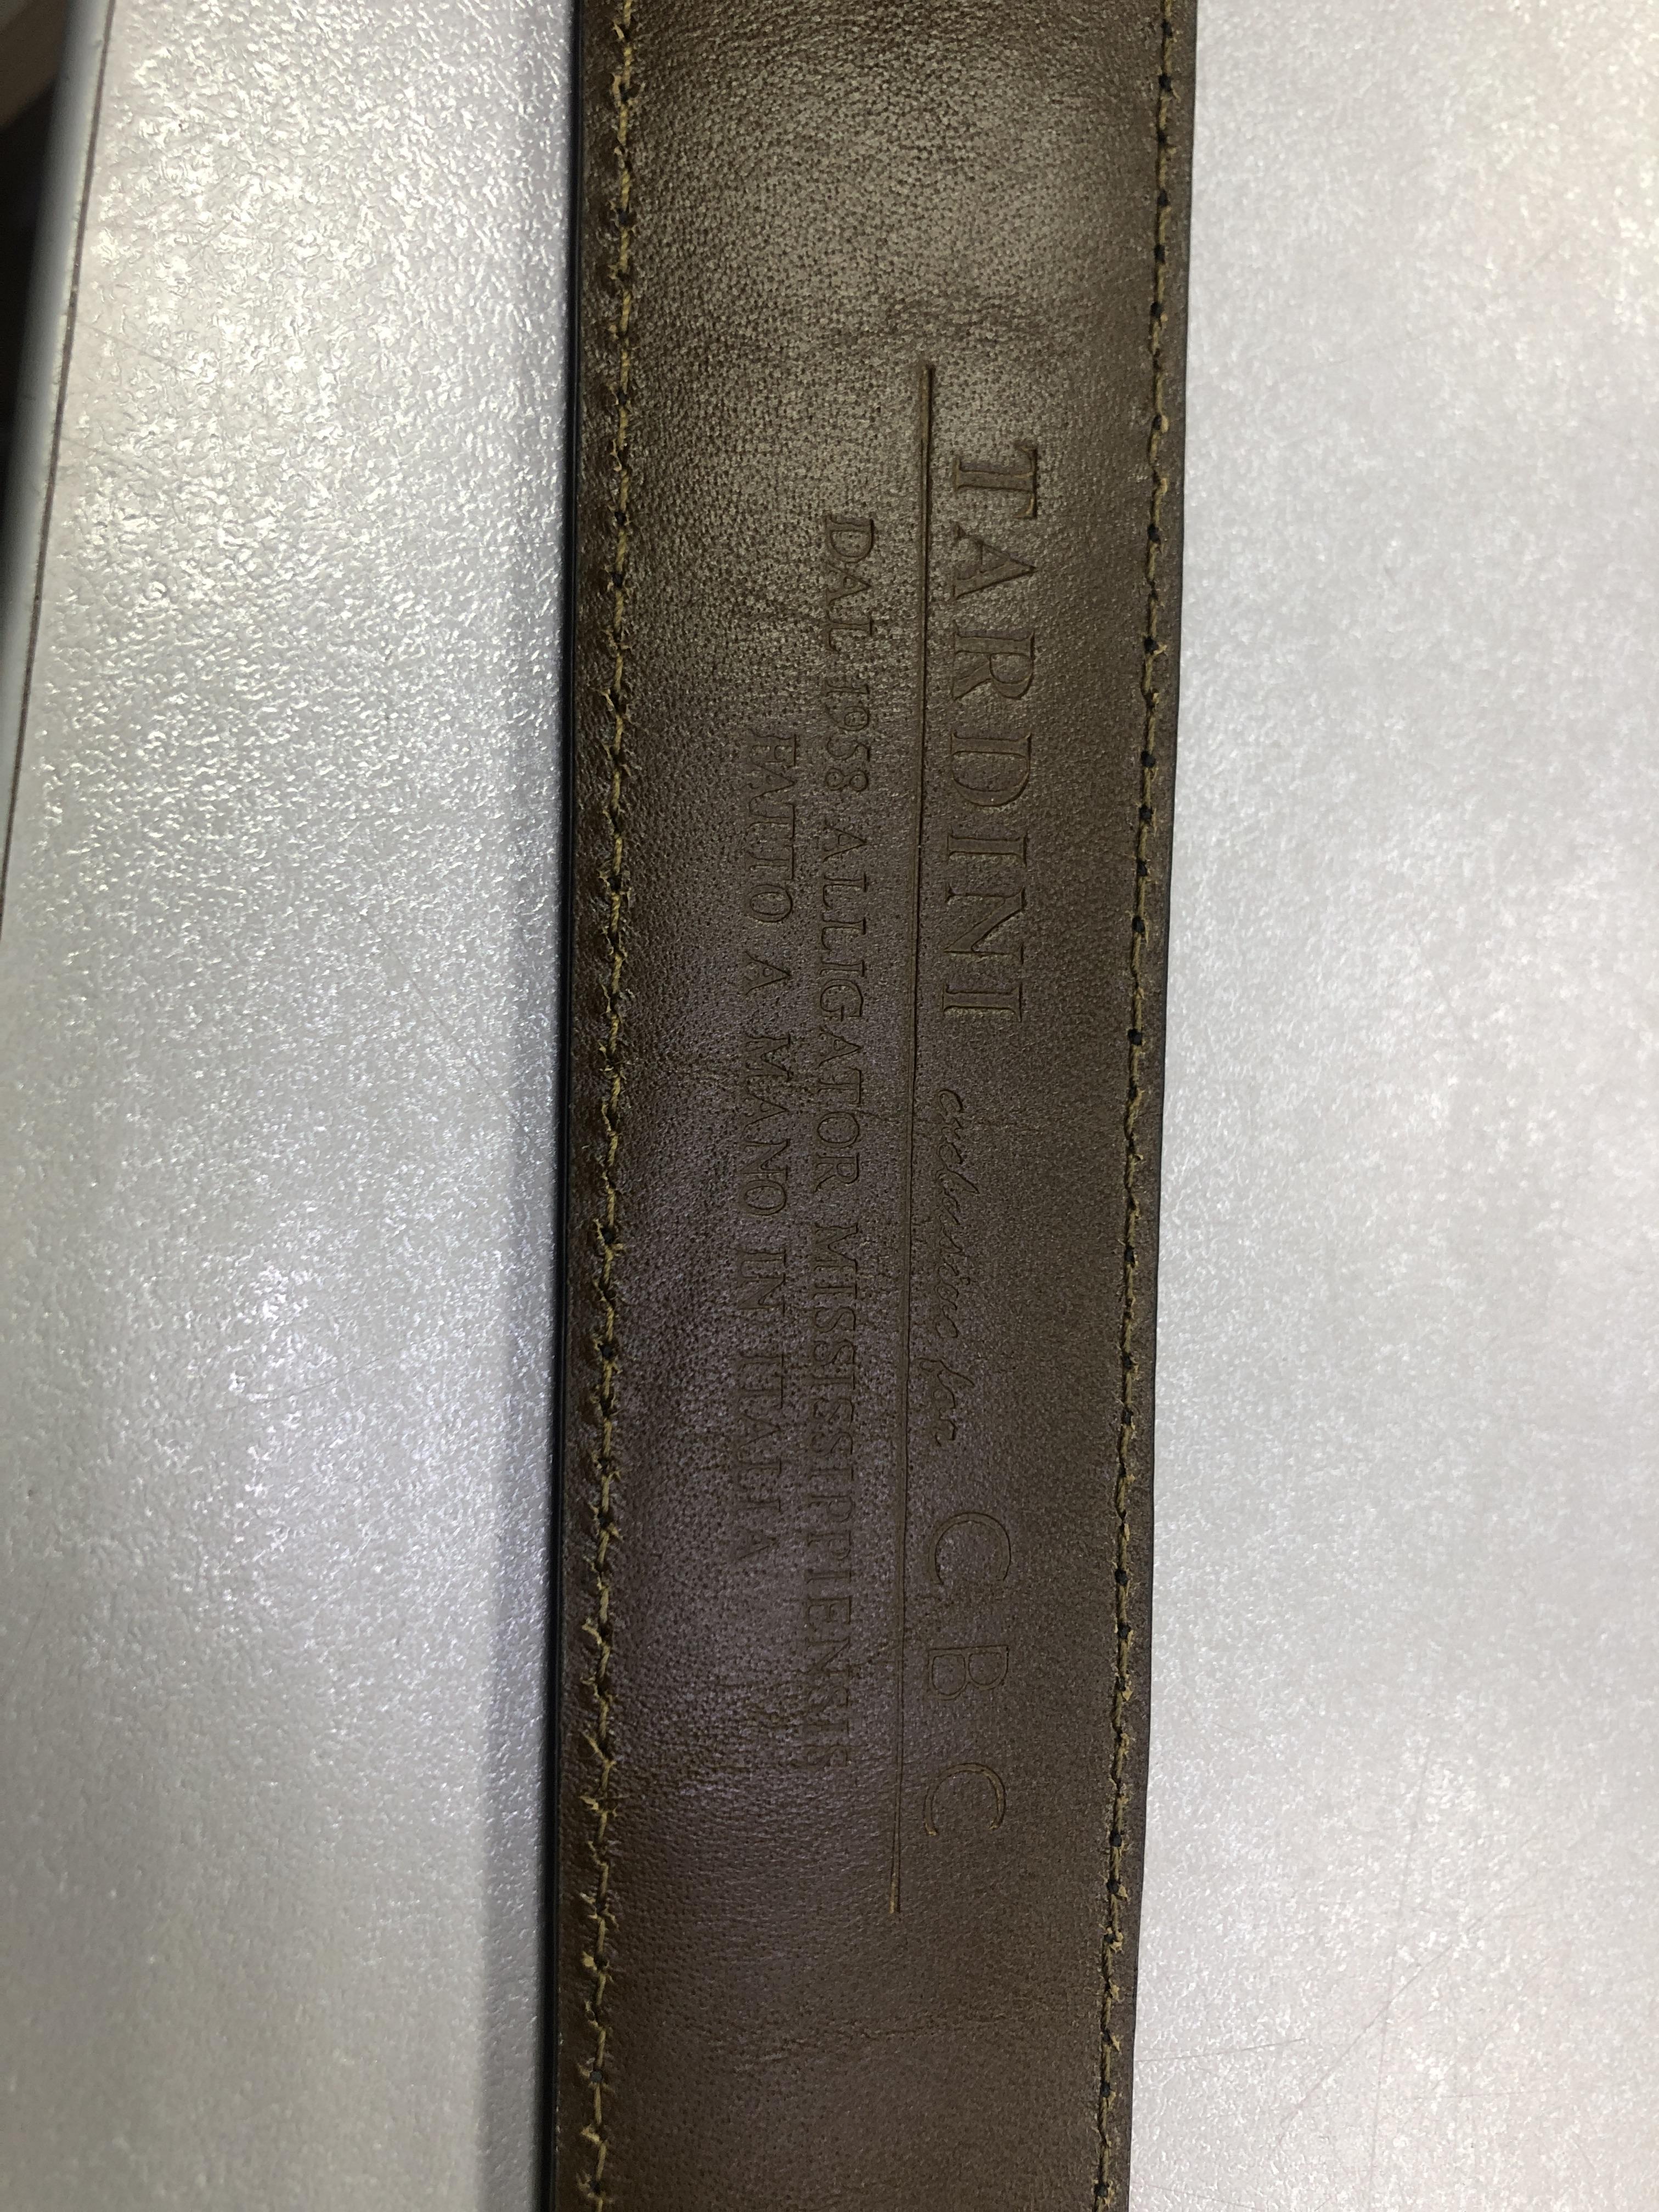 TARDINI exclusive for CBC
DAL 1958 ALLIGATOR MISSISSIPPIENSIS
FATTO A MANO IN ITALIA